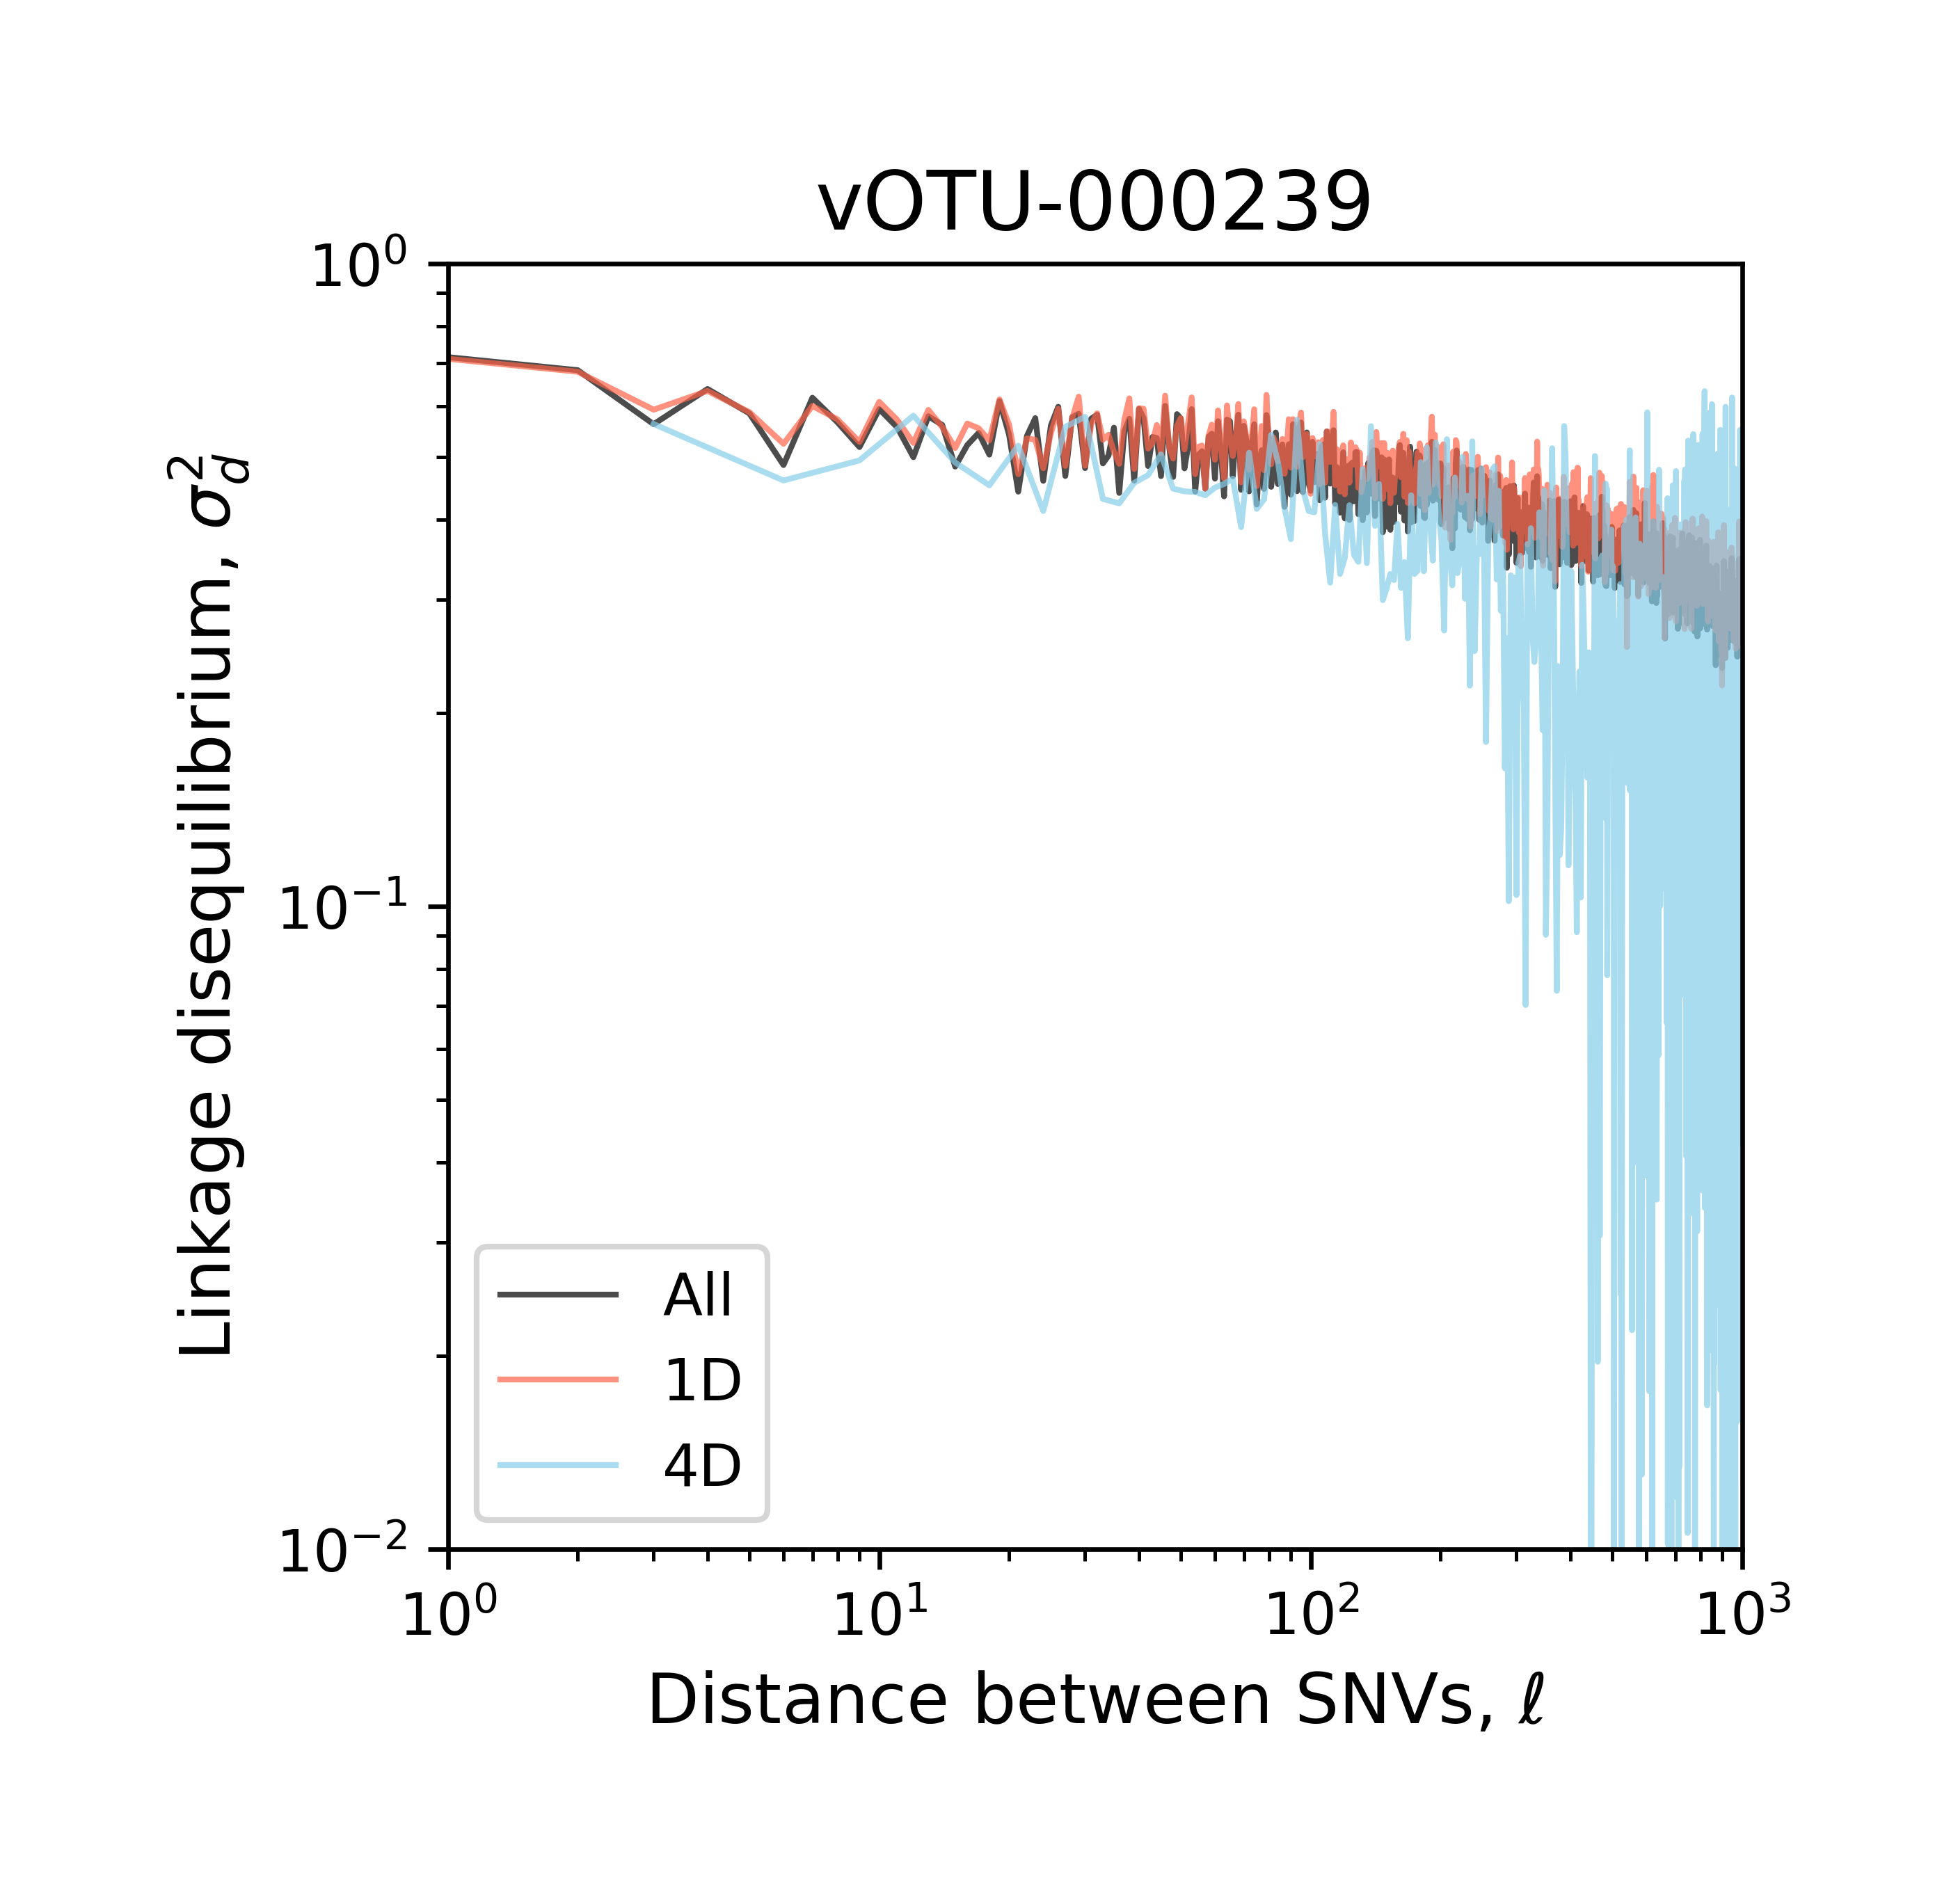 vOTU-000239
Linkage disequilibrium, σ²_d
10⁰
10⁻¹
10⁻²
All
1D
4D
10⁰ 10¹ 10² 10³
Distance between SNVs, ℓ